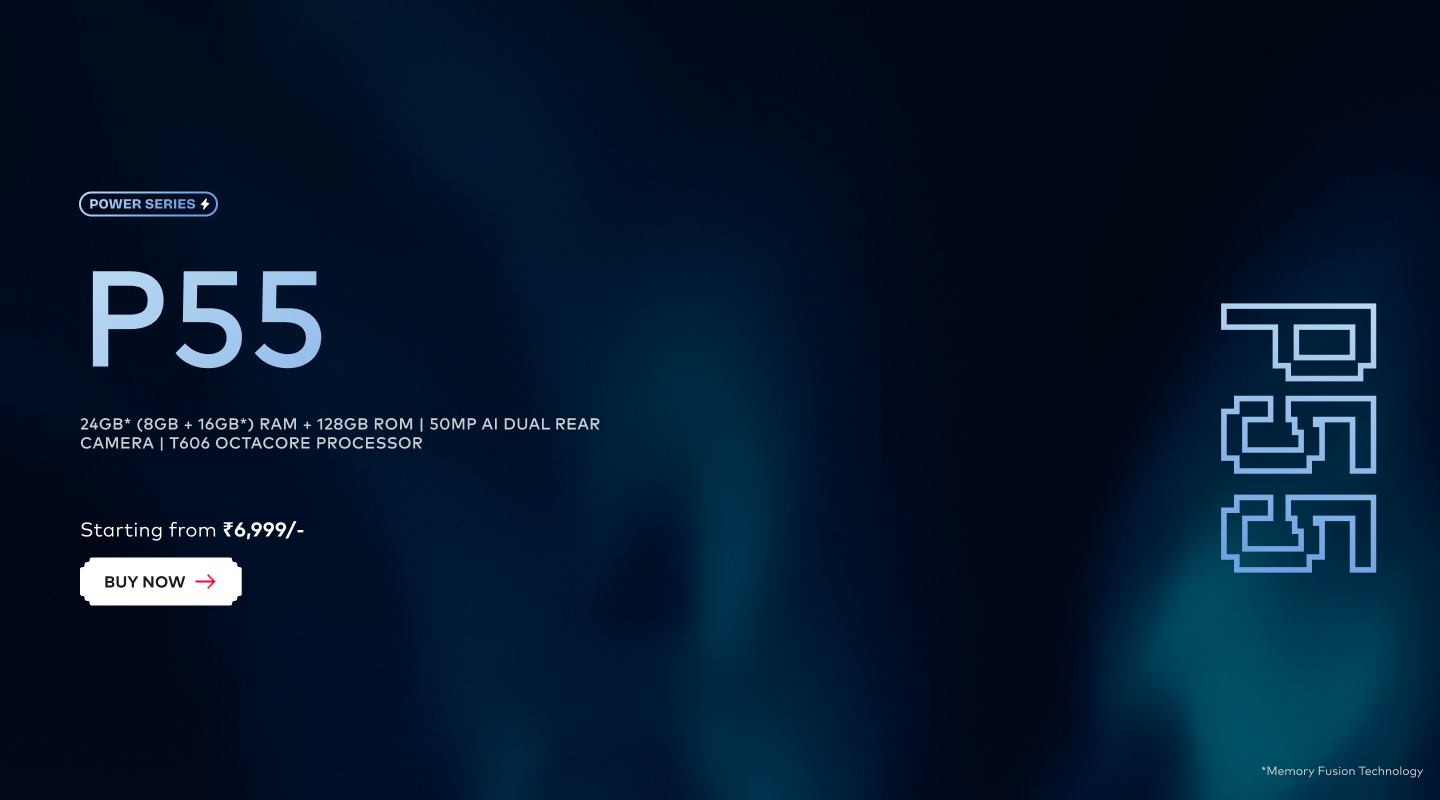 POWER SERIES
P55
24GB* (8GB + 16GB*) RAM + 128GB ROM | 50MP AI DUAL REAR
CAMERA | T606 OCTACORE PROCESSOR
Starting from ₹6,999/-
BUY NOW
P55
*Memory Fusion Technology